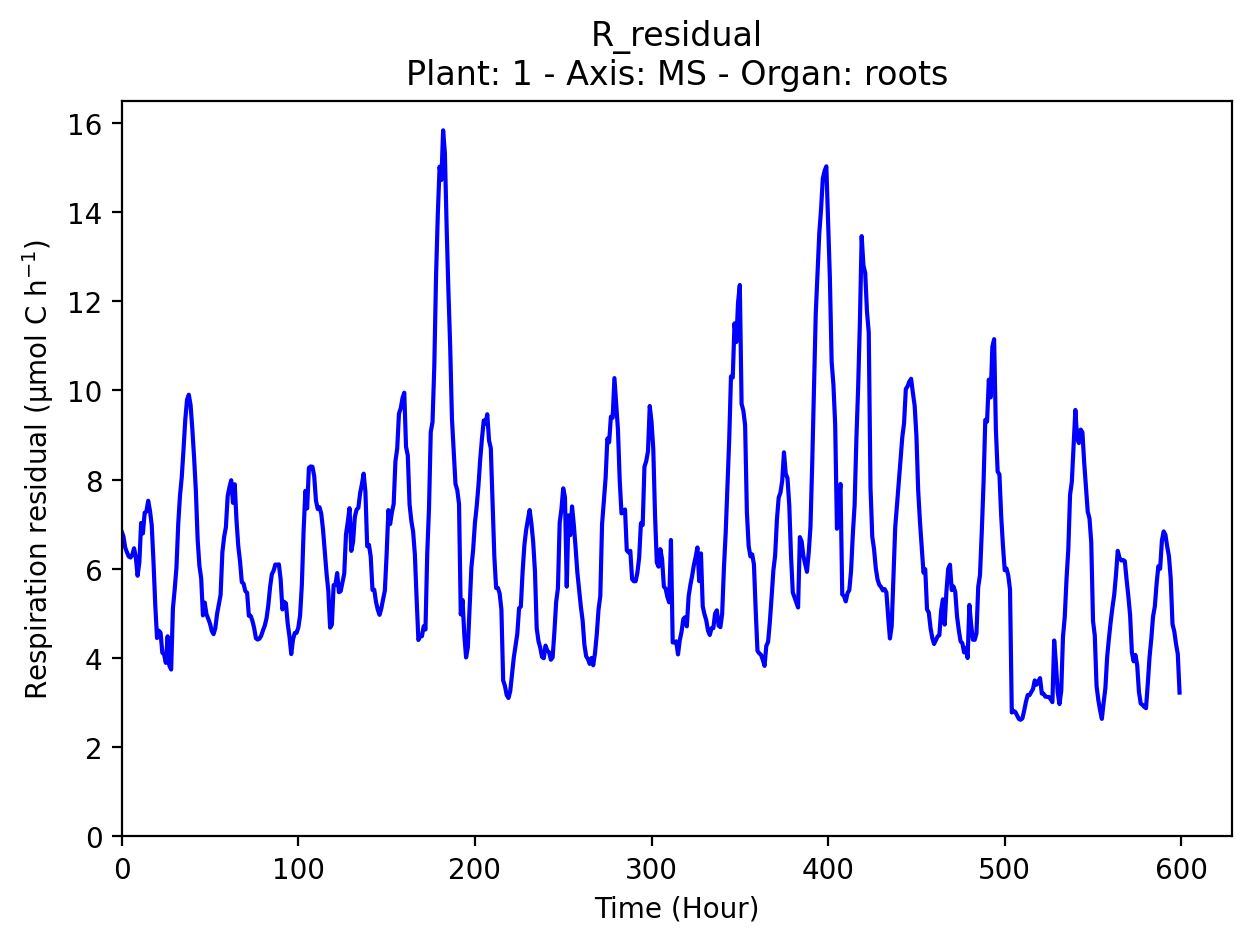 R_residual
Plant: 1 - Axis: MS - Organ: roots
Respiration residual (µmol C h⁻¹)
16
14
12
10
8
6
4
2
0
0 100 200 300 400 500 600
Time (Hour)